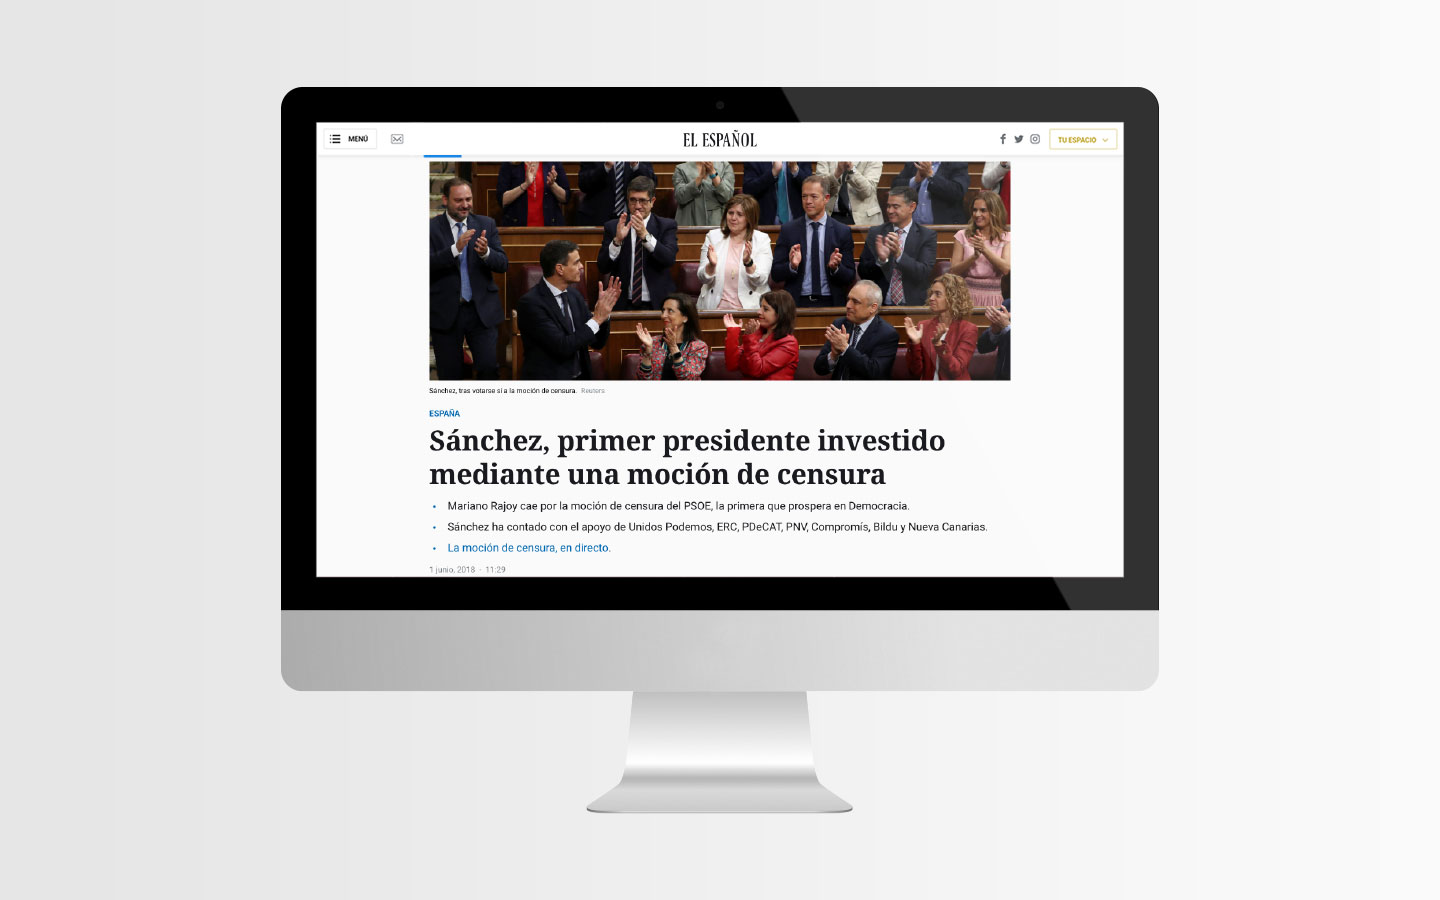 MENÚ
EL ESPAÑOL
TU ESPACIO
Sánchez, tras votarse sí a la moción de censura. Reuters
ESPAÑA
Sánchez, primer presidente investido
mediante una moción de censura
• Mariano Rajoy cae por la moción de censura del PSOE, la primera que prospera en Democracia.
• Sánchez ha contado con el apoyo de Unidos Podemos, ERC, PDeCAT, PNV, Compromís, Bildu y Nueva Canarias.
• La moción de censura, en directo.
1 junio, 2018 - 11:29